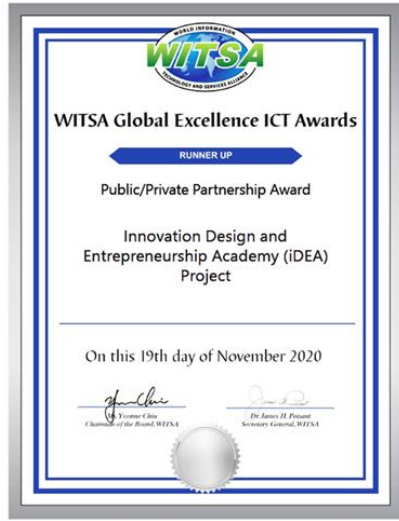 WORLD INFORMATION
WITSA
TECHNOLOGY AND SERVICES ALLIANCE
WITSA Global Excellence ICT Awards
RUNNER UP
Public/Private Partnership Award
Innovation Design and
Entrepreneurship Academy (iDEA)
Project
On this 19th day of November 2020
Ms. Yvonne Chiu
Chairman of the Board, WITSA
Dr. James H. Poisant
Secretary General, WITSA